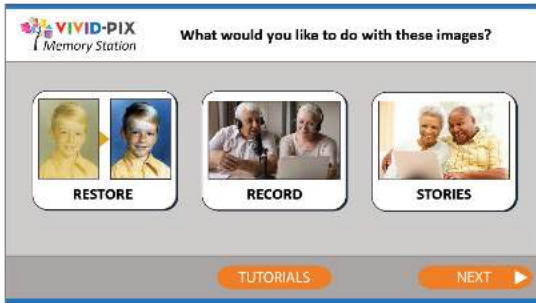 VIVID-PIX
Memory Station
What would you like to do with these images?
RESTORE
RECORD
STORIES
TUTORIALS
NEXT